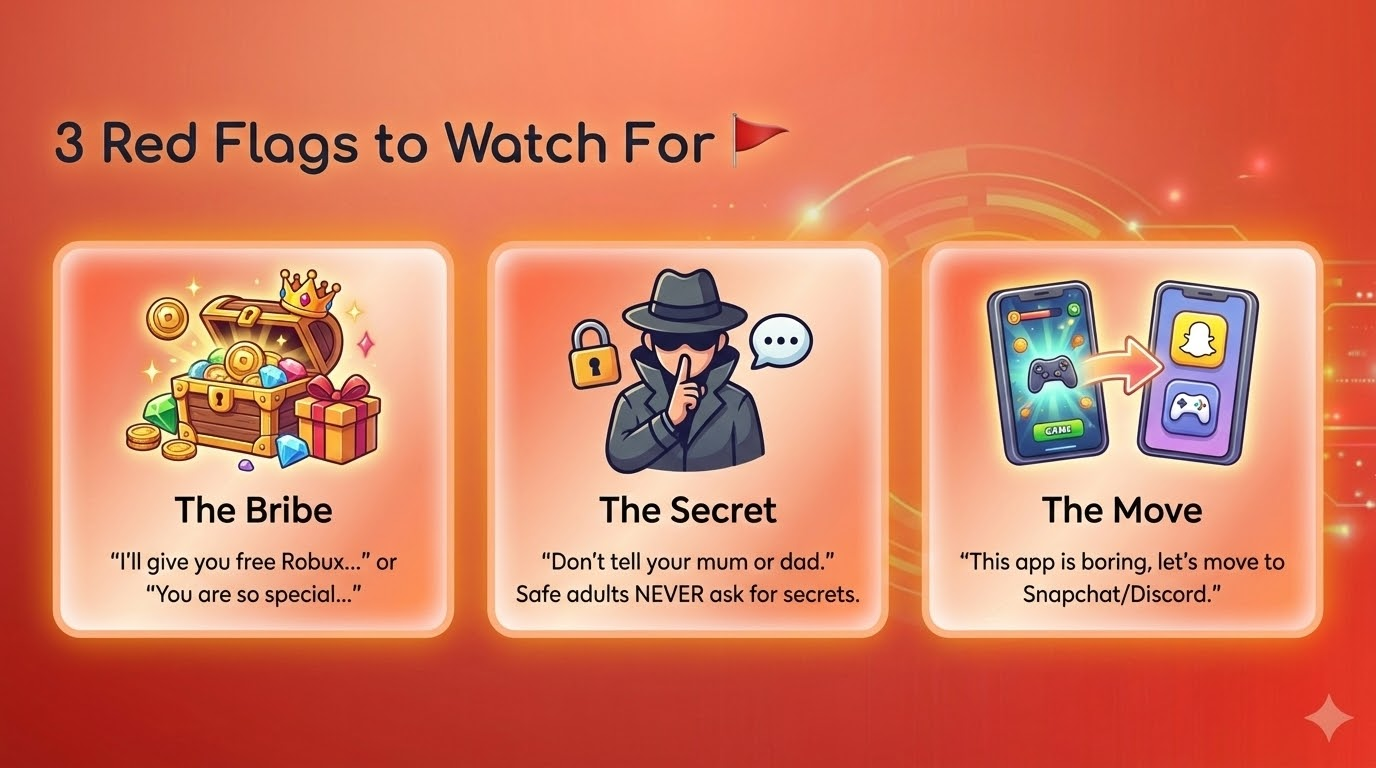 3 Red Flags to Watch For
The Bribe
“I’ll give you free Robux...” or
“You are so special...”
The Secret
“Don’t tell your mum or dad.”
Safe adults NEVER ask for secrets.
GAME
The Move
“This app is boring, let’s move to
Snapchat/Discord.”